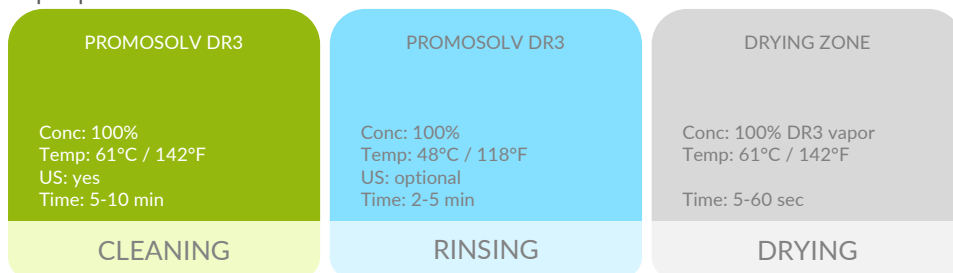 PROMOSOLV DR3
Conc: 100%
Temp: 61°C / 142°F
US: yes
Time: 5-10 min
CLEANING
PROMOSOLV DR3
Conc: 100%
Temp: 48°C / 118°F
US: optional
Time: 2-5 min
RINSING
DRYING ZONE
Conc: 100% DR3 vapor
Temp: 61°C / 142°F
Time: 5-60 sec
DRYING